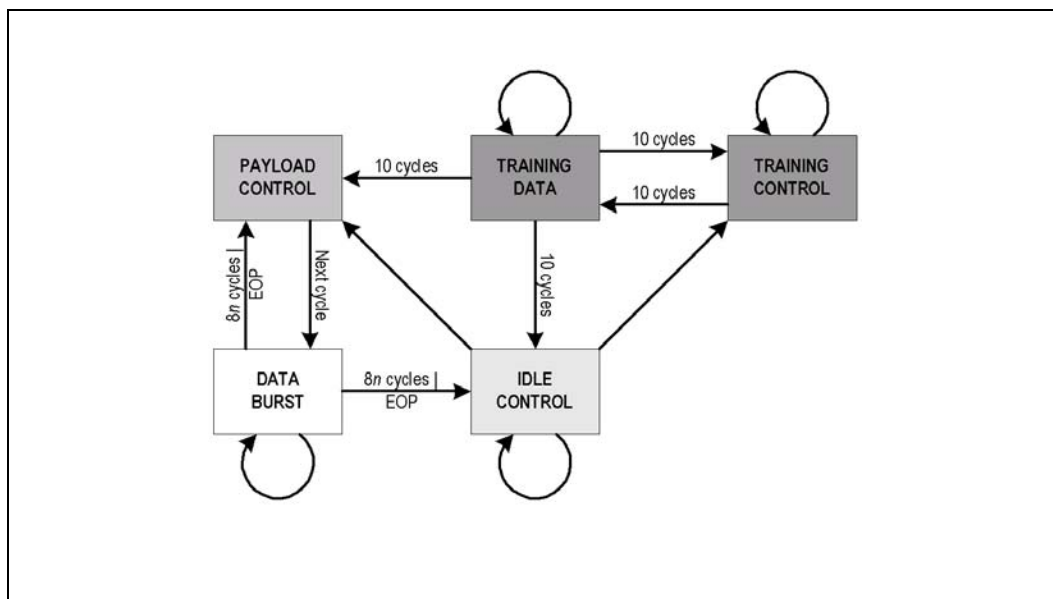 PAYLOAD
CONTROL
10 cycles
TRAINING
DATA
10 cycles
10 cycles
TRAINING
CONTROL
8n cycles |
EOP
Next cycle
10 cycles
DATA
BURST
8n cycles |
EOP
IDLE
CONTROL